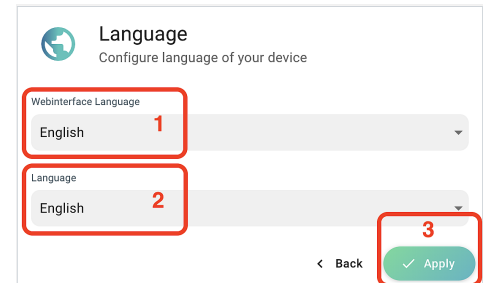 Language
Configure language of your device
Webinterface Language
English
1
Language
English
2
3
Back
Apply